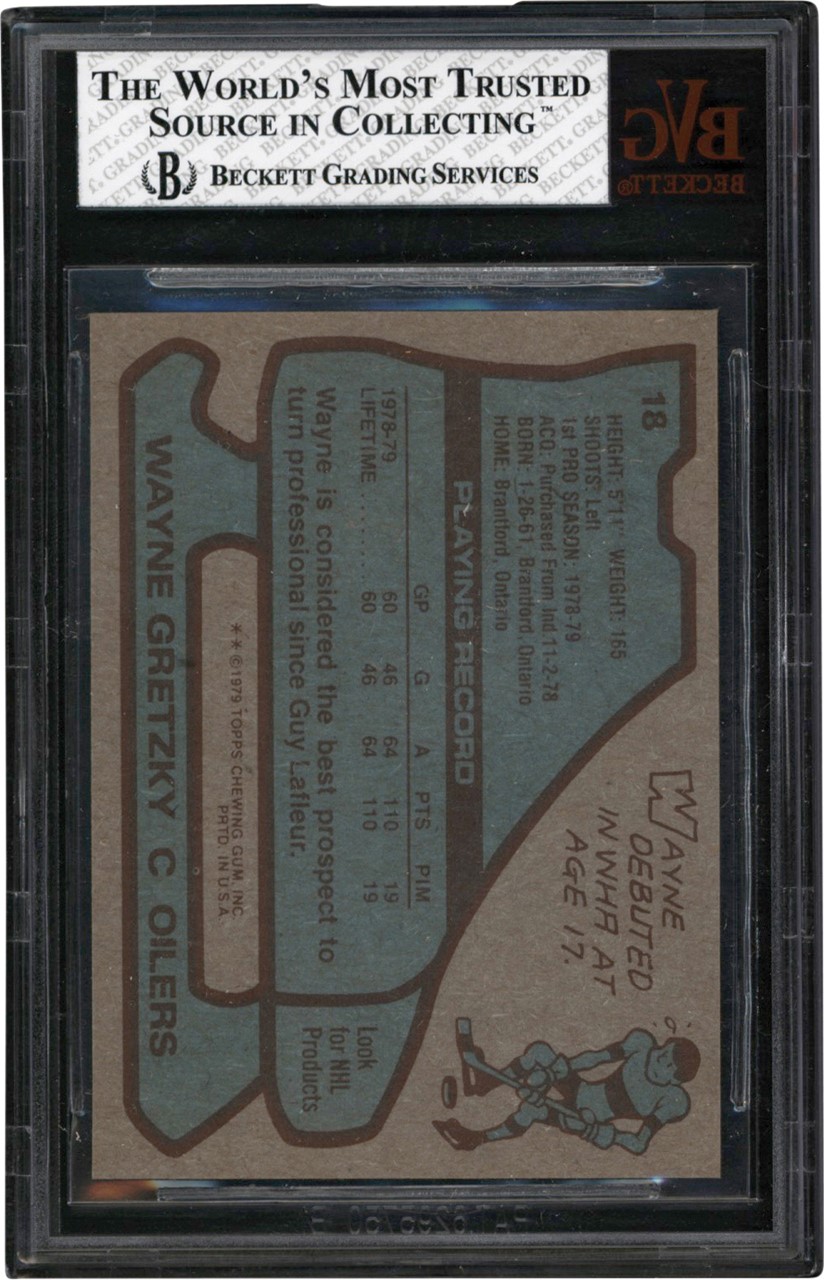 THE WORLD'S MOST TRUSTED
SOURCE IN COLLECTING™
B BECKETT GRADING SERVICES
BVG
BECKETT®
18
HEIGHT: 5'11" WEIGHT: 165
SHOOTS: Left
1st PRO SEASON: 1978-79
ACQ: Purchased From Ind. 11-2-78
BORN: 1-26-61, Brantford, Ontario
HOME: Brantford, Ontario
WAYNE
DEBUTED
IN WHA AT
AGE 17.
PLAYING RECORD
GP G A PTS PIM
1978-79 60 46 64 110 19
LIFETIME ........ 60 46 64 110 19
Wayne is considered the best prospect to
turn professional since Guy Lafleur.
Look
for NHL
Products
**©1979 TOPPS CHEWING GUM, INC.
PRTD. IN U.S.A.
WAYNE GRETZKY C OILERS